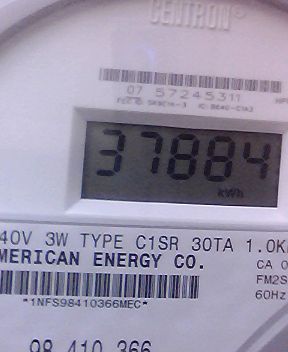 CENTRON®
07 57245311
37884
kWh
40V 3W TYPE C1SR 30TA 1.0K
MERICAN ENERGY CO.
CA 0
FM2S
*1NFS98410366MEC*
60Hz
98 410 366